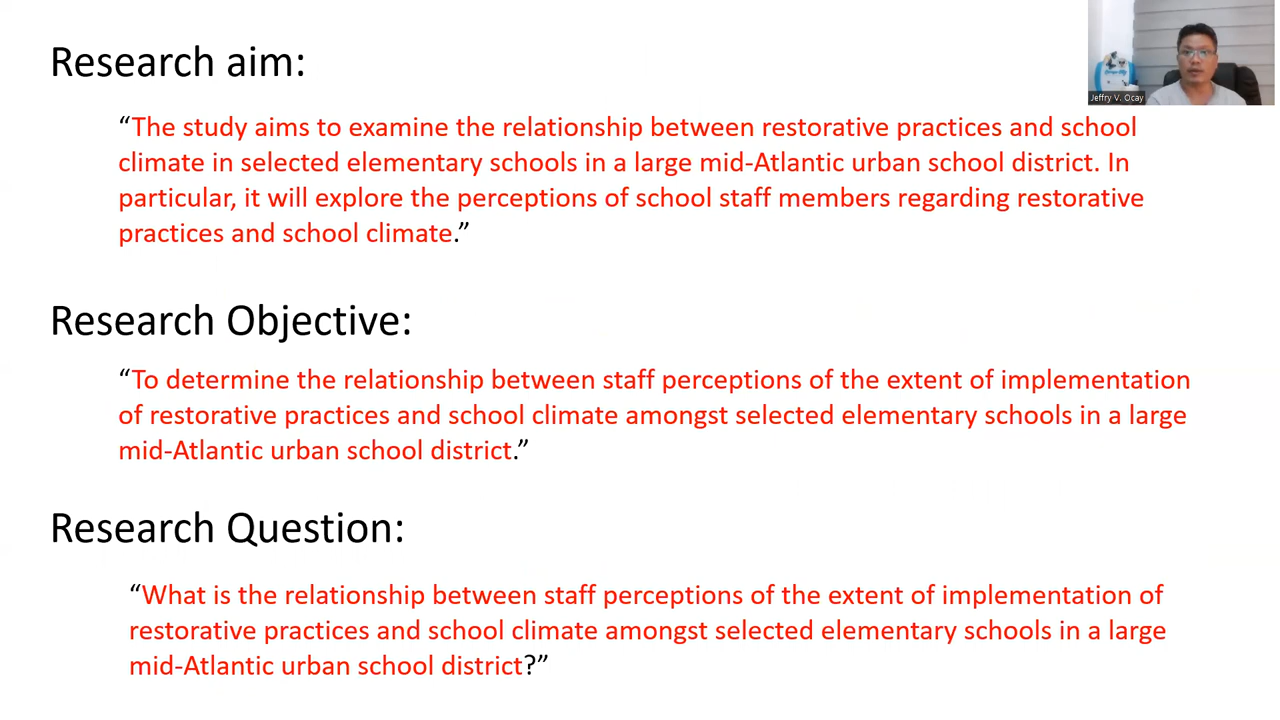 Research aim:
Jeffry V. Ocay
“The study aims to examine the relationship between restorative practices and school
climate in selected elementary schools in a large mid-Atlantic urban school district. In
particular, it will explore the perceptions of school staff members regarding restorative
practices and school climate.”
Research Objective:
“To determine the relationship between staff perceptions of the extent of implementation
of restorative practices and school climate amongst selected elementary schools in a large
mid-Atlantic urban school district.”
Research Question:
“What is the relationship between staff perceptions of the extent of implementation of
restorative practices and school climate amongst selected elementary schools in a large
mid-Atlantic urban school district?”